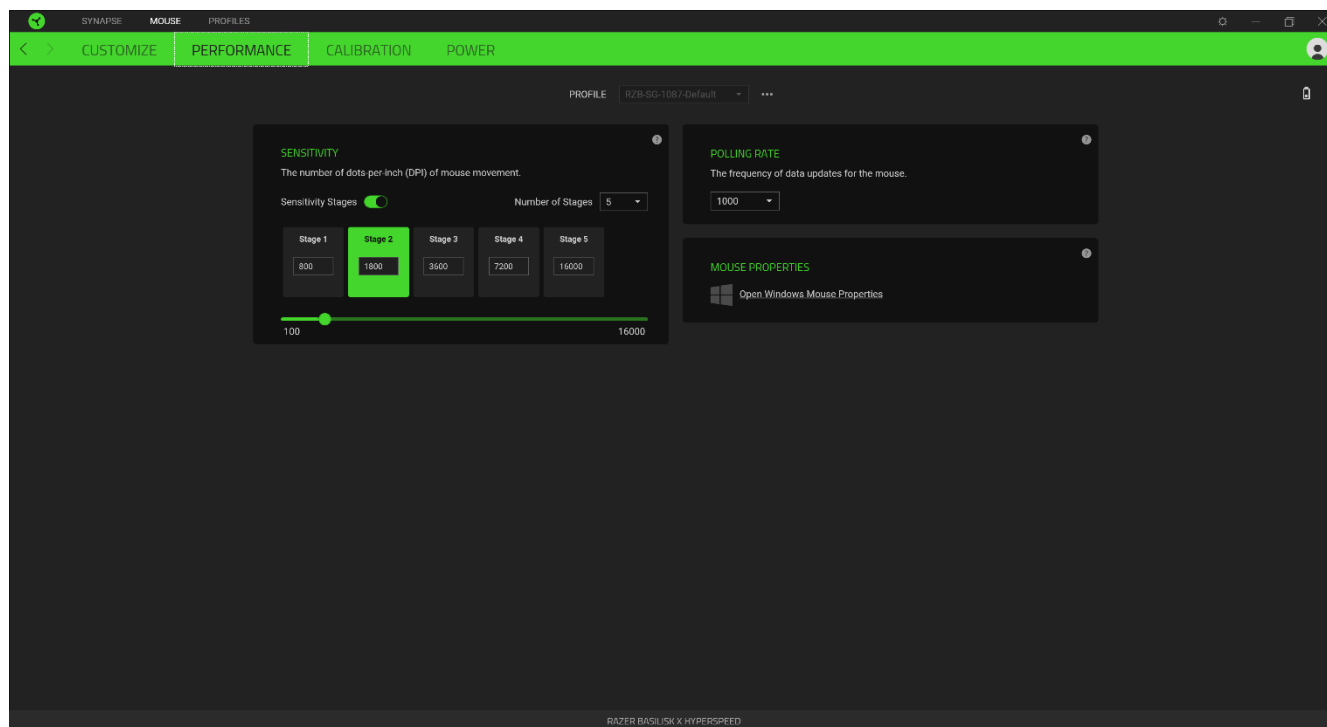 SYNAPSE MOUSE PROFILES
CUSTOMIZE PERFORMANCE CALIBRATION POWER
PROFILE RZB-SG-1087-Default
SENSITIVITY
The number of dots-per-inch (DPI) of mouse movement.
Sensitivity Stages Number of Stages 5
Stage 1 Stage 2 Stage 3 Stage 4 Stage 5
800 1800 3600 7200 16000
100 16000
POLLING RATE
The frequency of data updates for the mouse.
1000
MOUSE PROPERTIES
Open Windows Mouse Properties
RAZER BASILISK X HYPERSPEED